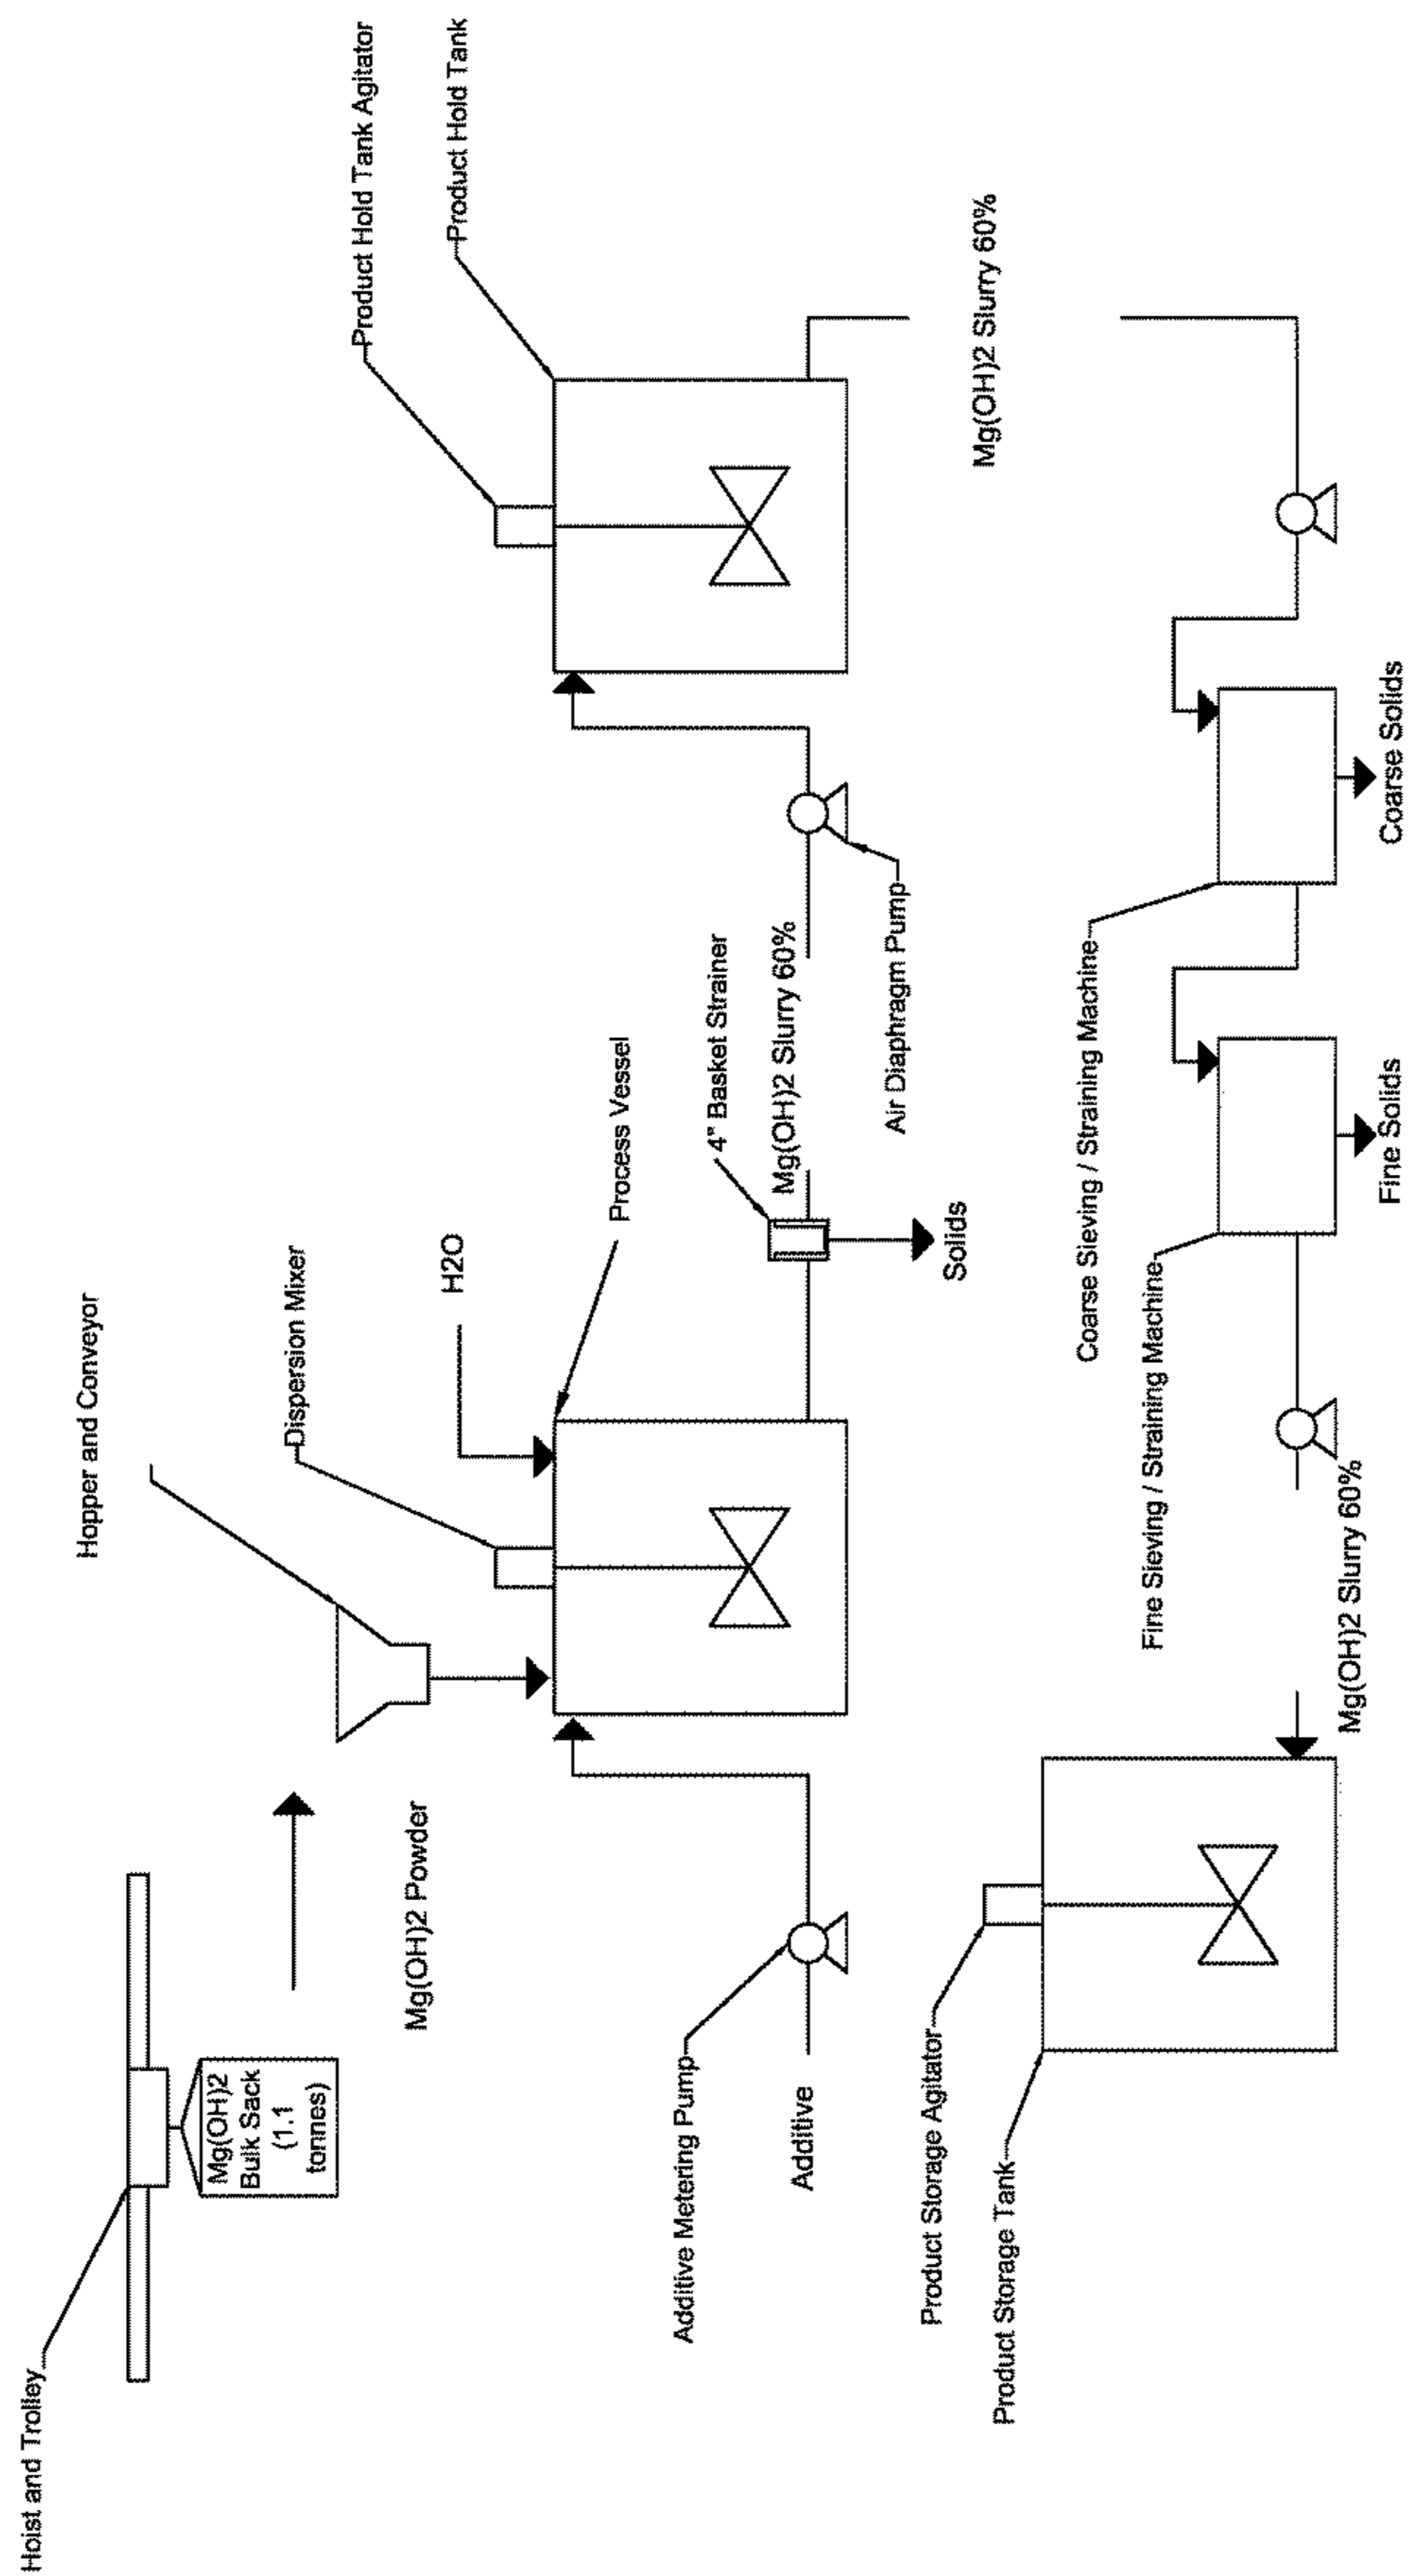 Hoist and Trolley
Mg(OH)2
Bulk Sack
(1.1
tonnes)
Mg(OH)2 Powder
Hopper and Conveyor
Dispersion Mixer
H2O
Process Vessel
Product Hold Tank Agitator
Product Hold Tank
Additive Metering Pump
Additive
4" Basket Strainer
Mg(OH)2 Slurry 60%
Solids
Air Diaphragm Pump
Mg(OH)2 Slurry 60%
Product Storage Agitator
Product Storage Tank
Coarse Sieving / Straining Machine
Fine Sieving / Straining Machine
Mg(OH)2 Slurry 60%
Fine Solids
Coarse Solids